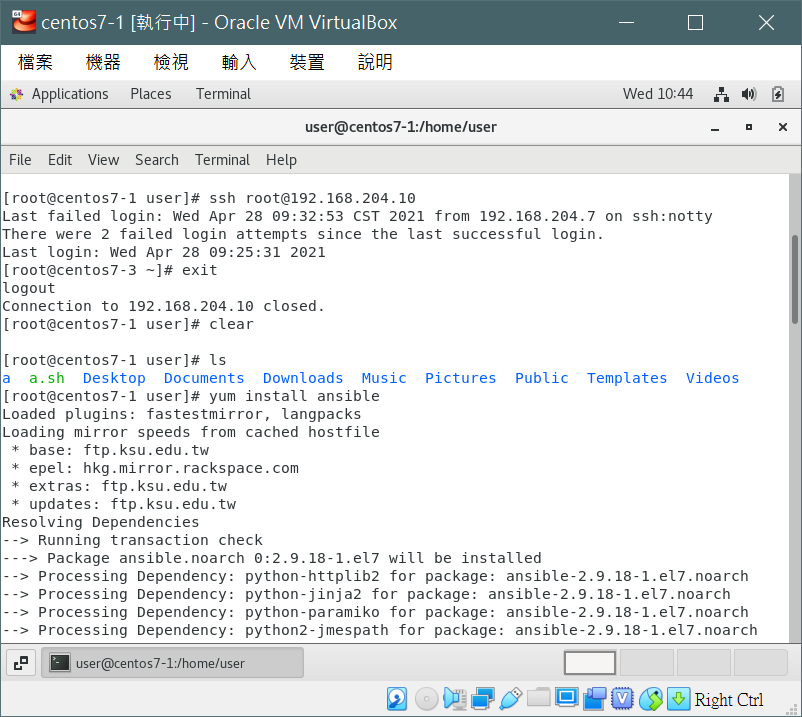 centos7-1 [執行中] - Oracle VM VirtualBox
檔案 機器 檢視 輸入 裝置 說明
Applications Places Terminal Wed 10:44
user@centos7-1:/home/user
File Edit View Search Terminal Help
[root@centos7-1 user]# ssh root@192.168.204.10
Last failed login: Wed Apr 28 09:32:53 CST 2021 from 192.168.204.7 on ssh:notty
There were 2 failed login attempts since the last successful login.
Last login: Wed Apr 28 09:25:31 2021
[root@centos7-3 ~]# exit
logout
Connection to 192.168.204.10 closed.
[root@centos7-1 user]# clear
[root@centos7-1 user]# ls
a a.sh Desktop Documents Downloads Music Pictures Public Templates Videos
[root@centos7-1 user]# yum install ansible
Loaded plugins: fastestmirror, langpacks
Loading mirror speeds from cached hostfile
* base: ftp.ksu.edu.tw
* epel: hkg.mirror.rackspace.com
* extras: ftp.ksu.edu.tw
* updates: ftp.ksu.edu.tw
Resolving Dependencies
--> Running transaction check
---> Package ansible.noarch 0:2.9.18-1.el7 will be installed
--> Processing Dependency: python-httplib2 for package: ansible-2.9.18-1.el7.noarch
--> Processing Dependency: python-jinja2 for package: ansible-2.9.18-1.el7.noarch
--> Processing Dependency: python-paramiko for package: ansible-2.9.18-1.el7.noarch
--> Processing Dependency: python2-jmespath for package: ansible-2.9.18-1.el7.noarch
user@centos7-1:/home/user
Right Ctrl